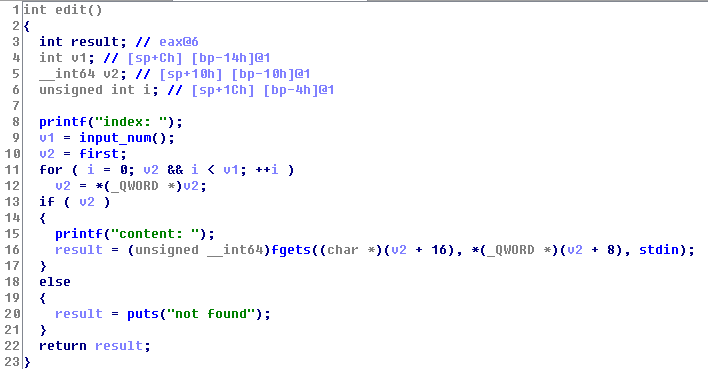 1 int edit()
2 {
3 int result; // eax@6
4 int v1; // [sp+Ch] [bp-14h]@1
5 __int64 v2; // [sp+10h] [bp-10h]@1
6 unsigned int i; // [sp+1Ch] [bp-4h]@1
7
8 printf("index: ");
9 v1 = input_num();
10 v2 = first;
11 for ( i = 0; v2 && i < v1; ++i )
12 v2 = *(_QWORD *)v2;
13 if ( v2 )
14 {
15 printf("content: ");
16 result = (unsigned __int64)fgets((char *)(v2 + 16), *(_QWORD *)(v2 + 8), stdin);
17 }
18 else
19 {
20 result = puts("not found");
21 }
22 return result;
23 }